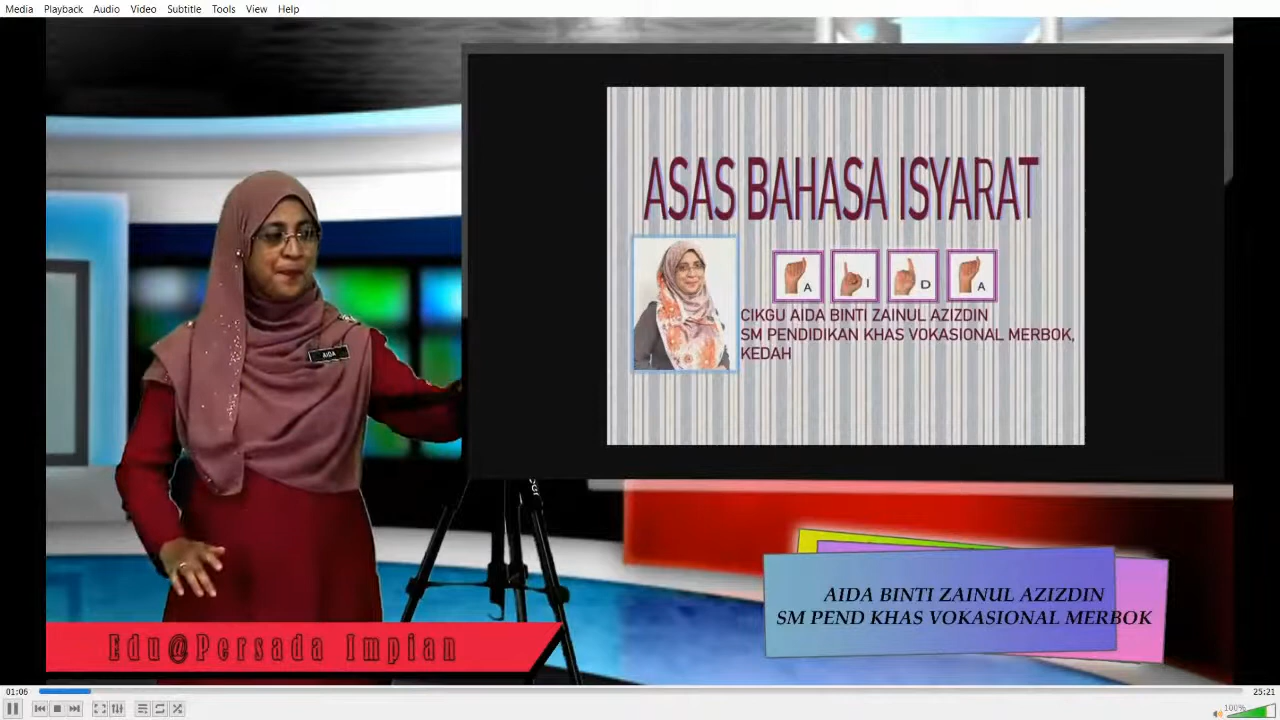 Media Playback Audio Video Subtitle Tools View Help
ASAS BAHASA ISYARAT
A I D A
CIKGU AIDA BINTI ZAINUL AZIZDIN
SM PENDIDIKAN KHAS VOKASIONAL MERBOK,
KEDAH
AIDA
AIDA BINTI ZAINUL AZIZDIN
SM PEND KHAS VOKASIONAL MERBOK
Edu@Persada Impian
01:06
25:21
100%